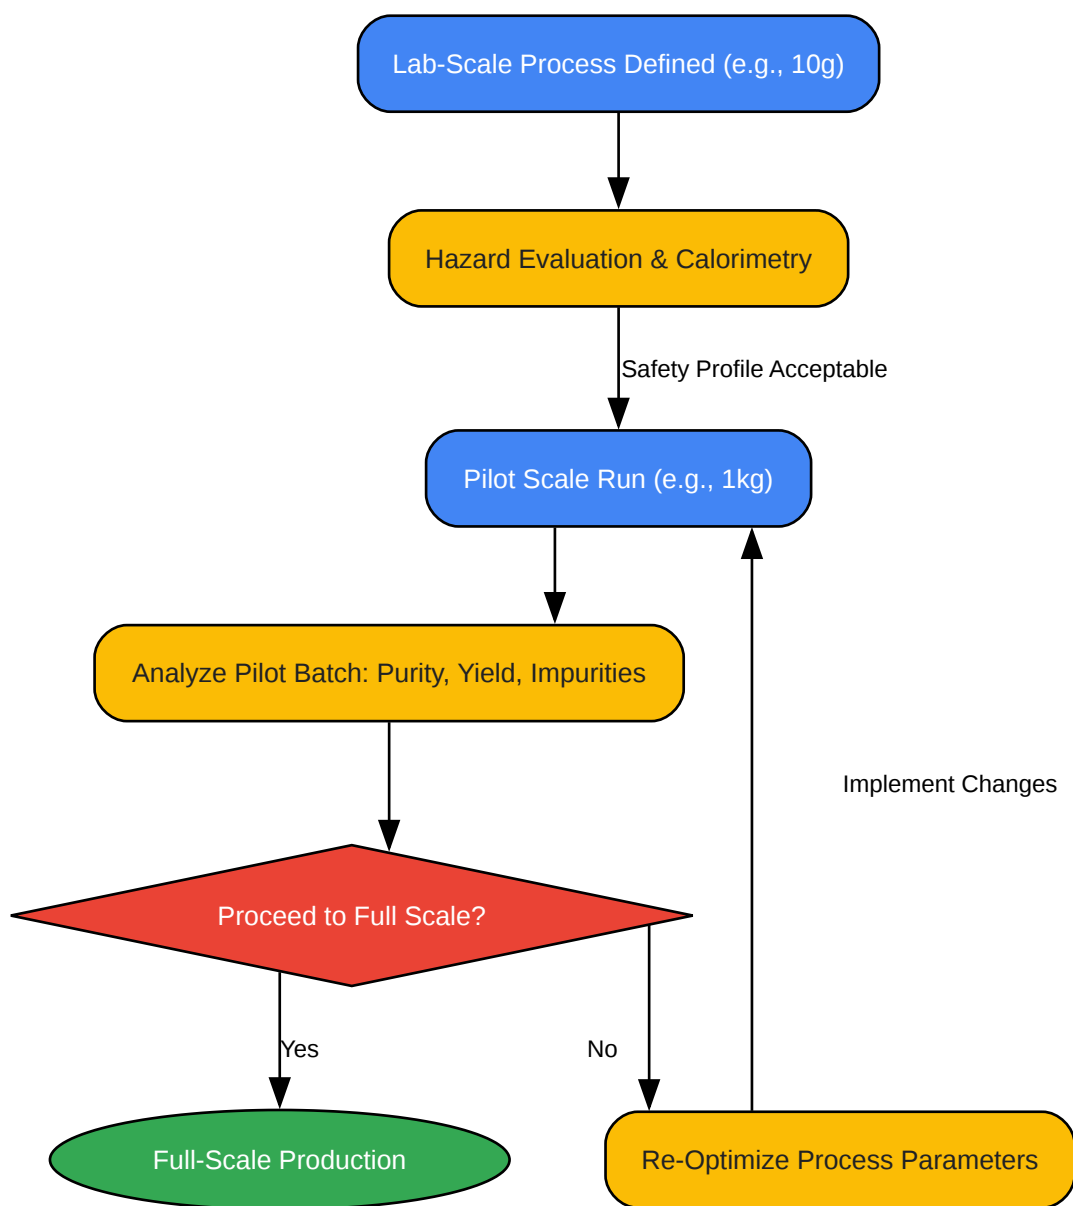 Lab-Scale Process Defined (e.g., 10g)
Hazard Evaluation & Calorimetry
Safety Profile Acceptable
Pilot Scale Run (e.g., 1kg)
Analyze Pilot Batch: Purity, Yield, Impurities
Implement Changes
Proceed to Full Scale?
Yes
No
Full-Scale Production
Re-Optimize Process Parameters